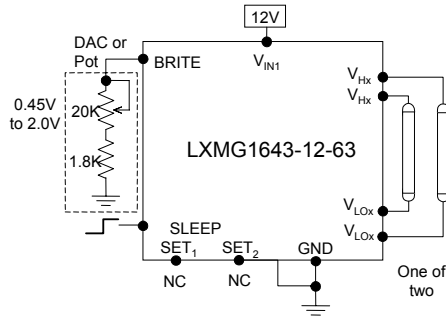 12V
DAC or
Pot
BRITE
V_IN1
V_Hx
V_Hx
0.45V
to 2.0V
20K
1.8K
LXMG1643-12-63
V_LOx
V_LOx
SLEEP
SET_1
SET_2
GND
NC
NC
One of
two